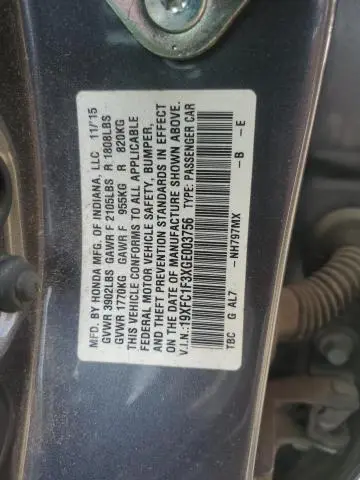 MFD. BY HONDA MFG. OF INDIANA, LLC 11/'15
GVWR 3902LBS GAWR F 2105LBS R 1808LBS
GVWR 1770KG GAWR F 955KG R 820KG
THIS VEHICLE CONFORMS TO ALL APPLICABLE
FEDERAL MOTOR VEHICLE SAFETY, BUMPER,
AND THEFT PREVENTION STANDARDS IN EFFECT
ON THE DATE OF MANUFACTURE SHOWN ABOVE.
V.I.N.:19XFC1F3XGE003756 TYPE: PASSENGER CAR
TBC G AL7 -NH797MX -B -E